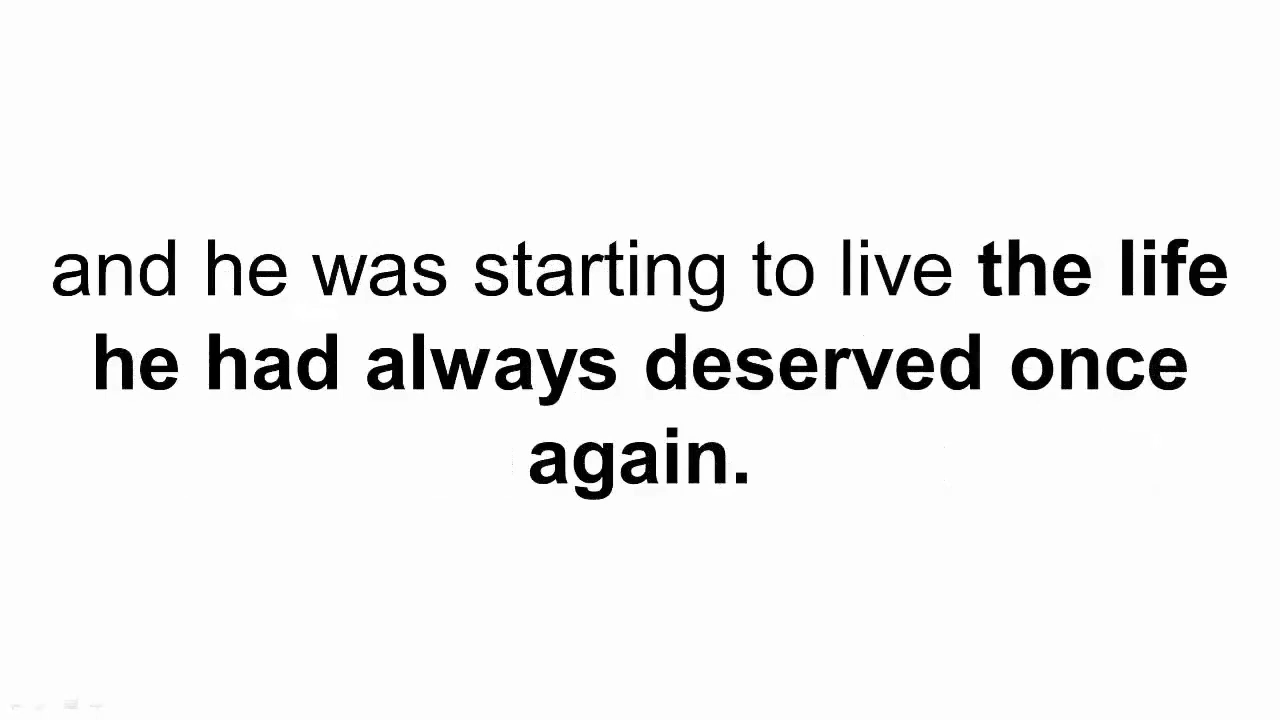 and he was starting to live the life
he had always deserved once
again.